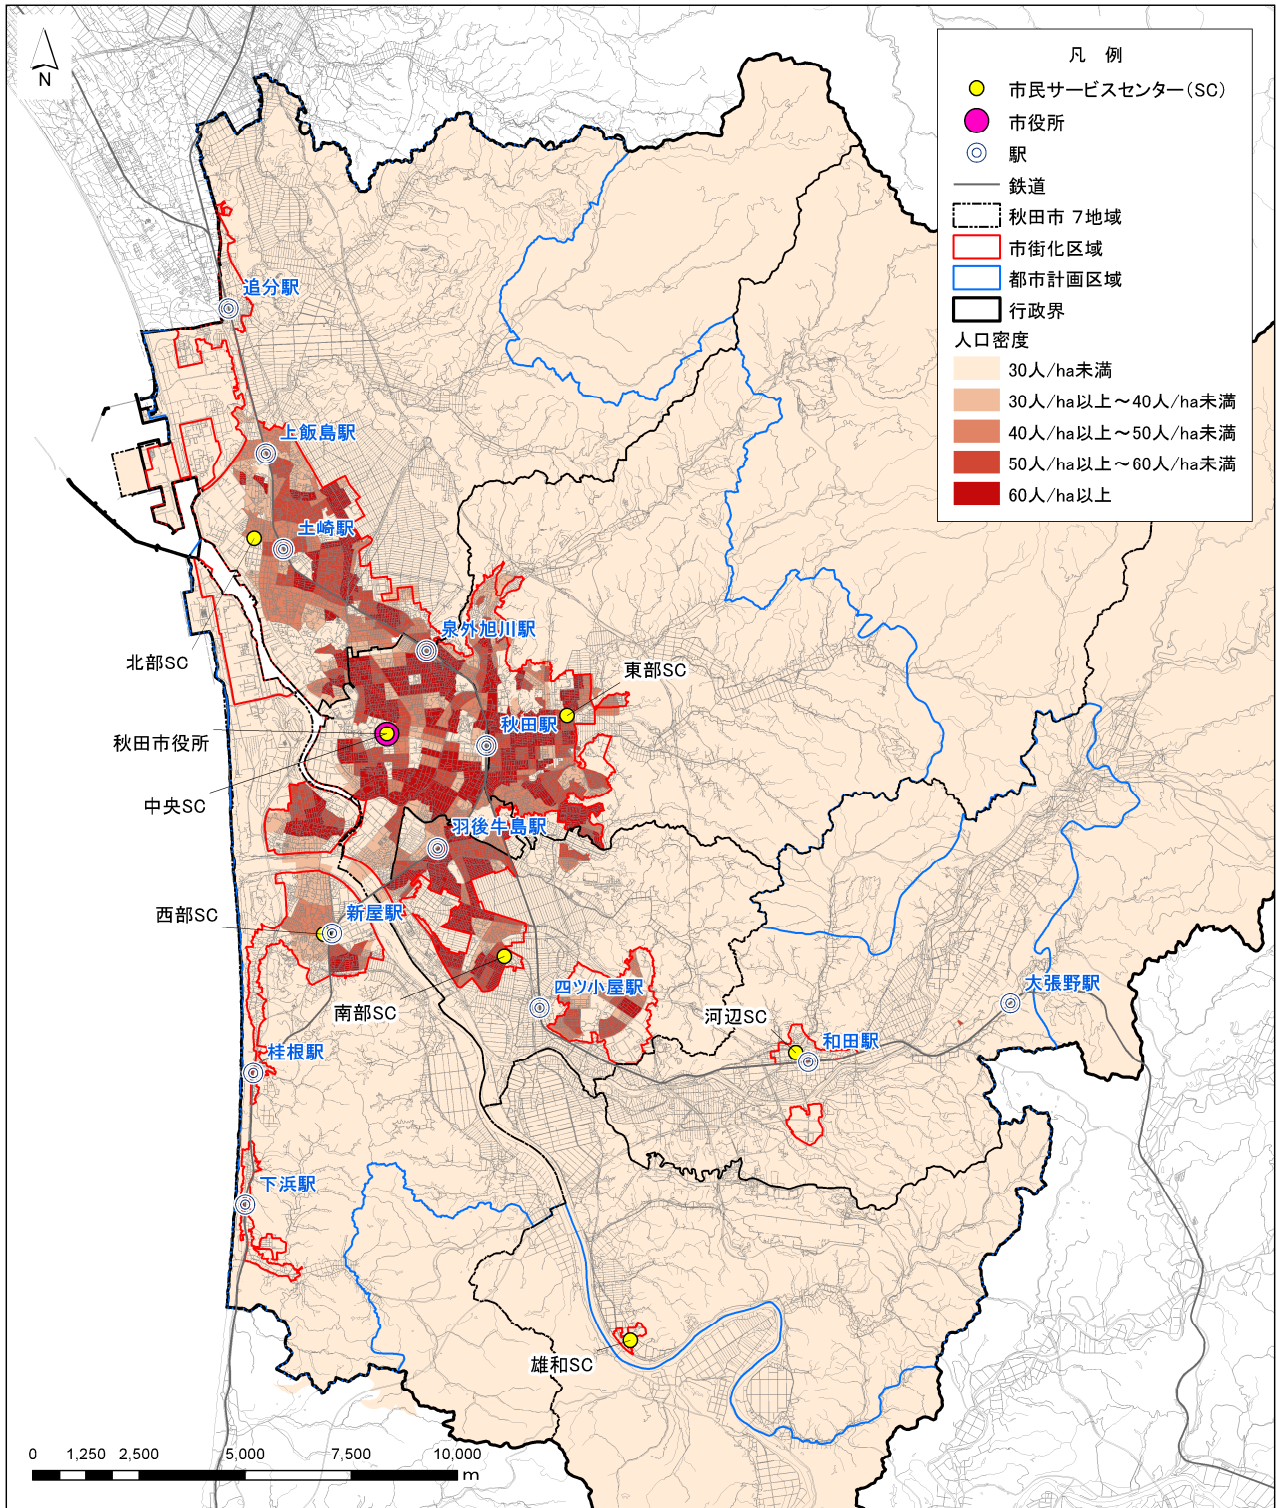 N
凡 例
市民サービスセンター(SC)
市役所
駅
鉄道
秋田市 7地域
市街化区域
都市計画区域
行政界
人口密度
30人/ha未満
30人/ha以上～40人/ha未満
40人/ha以上～50人/ha未満
50人/ha以上～60人/ha未満
60人/ha以上
追分駅
上飯島駅
土崎駅
泉外旭川駅
北部SC
東部SC
秋田駅
秋田市役所
中央SC
羽後牛島駅
西部SC
新屋駅
南部SC
四ツ小屋駅
大張野駅
河辺SC
和田駅
桂根駅
下浜駅
雄和SC
0 1,250 2,500 5,000 7,500 10,000
m